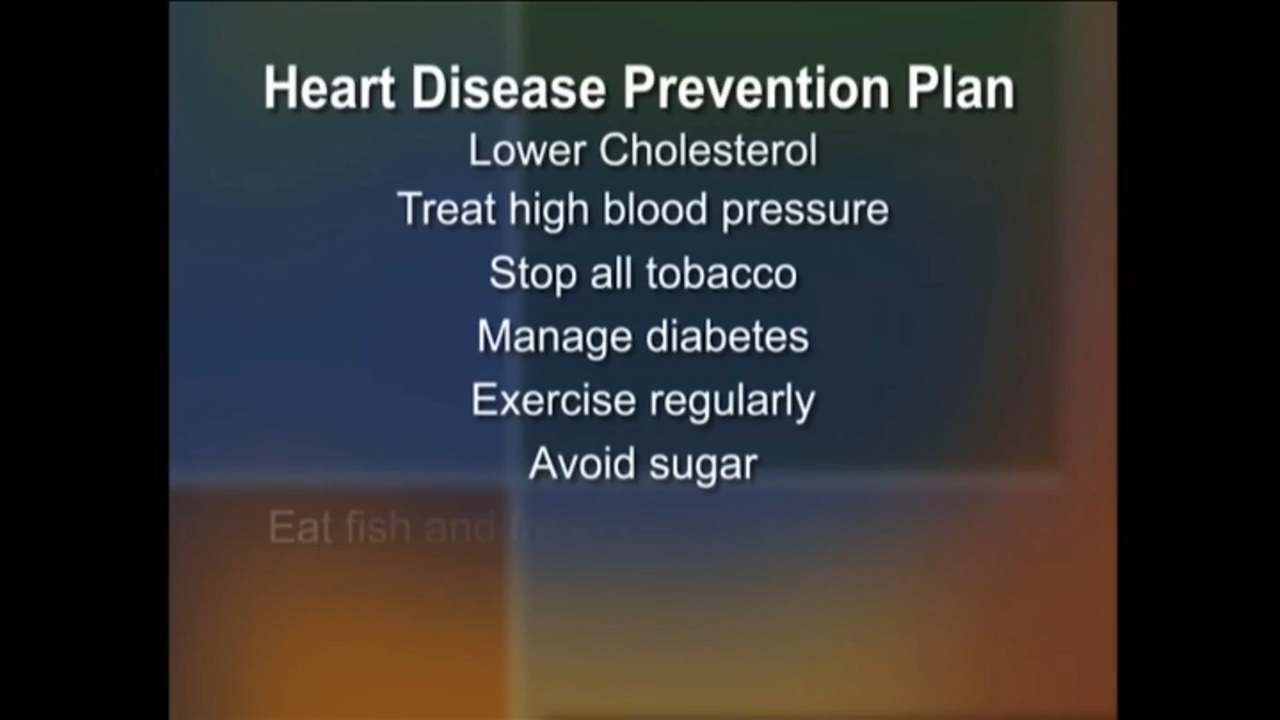 Heart Disease Prevention Plan
Lower Cholesterol
Treat high blood pressure
Stop all tobacco
Manage diabetes
Exercise regularly
Avoid sugar
Eat fish and